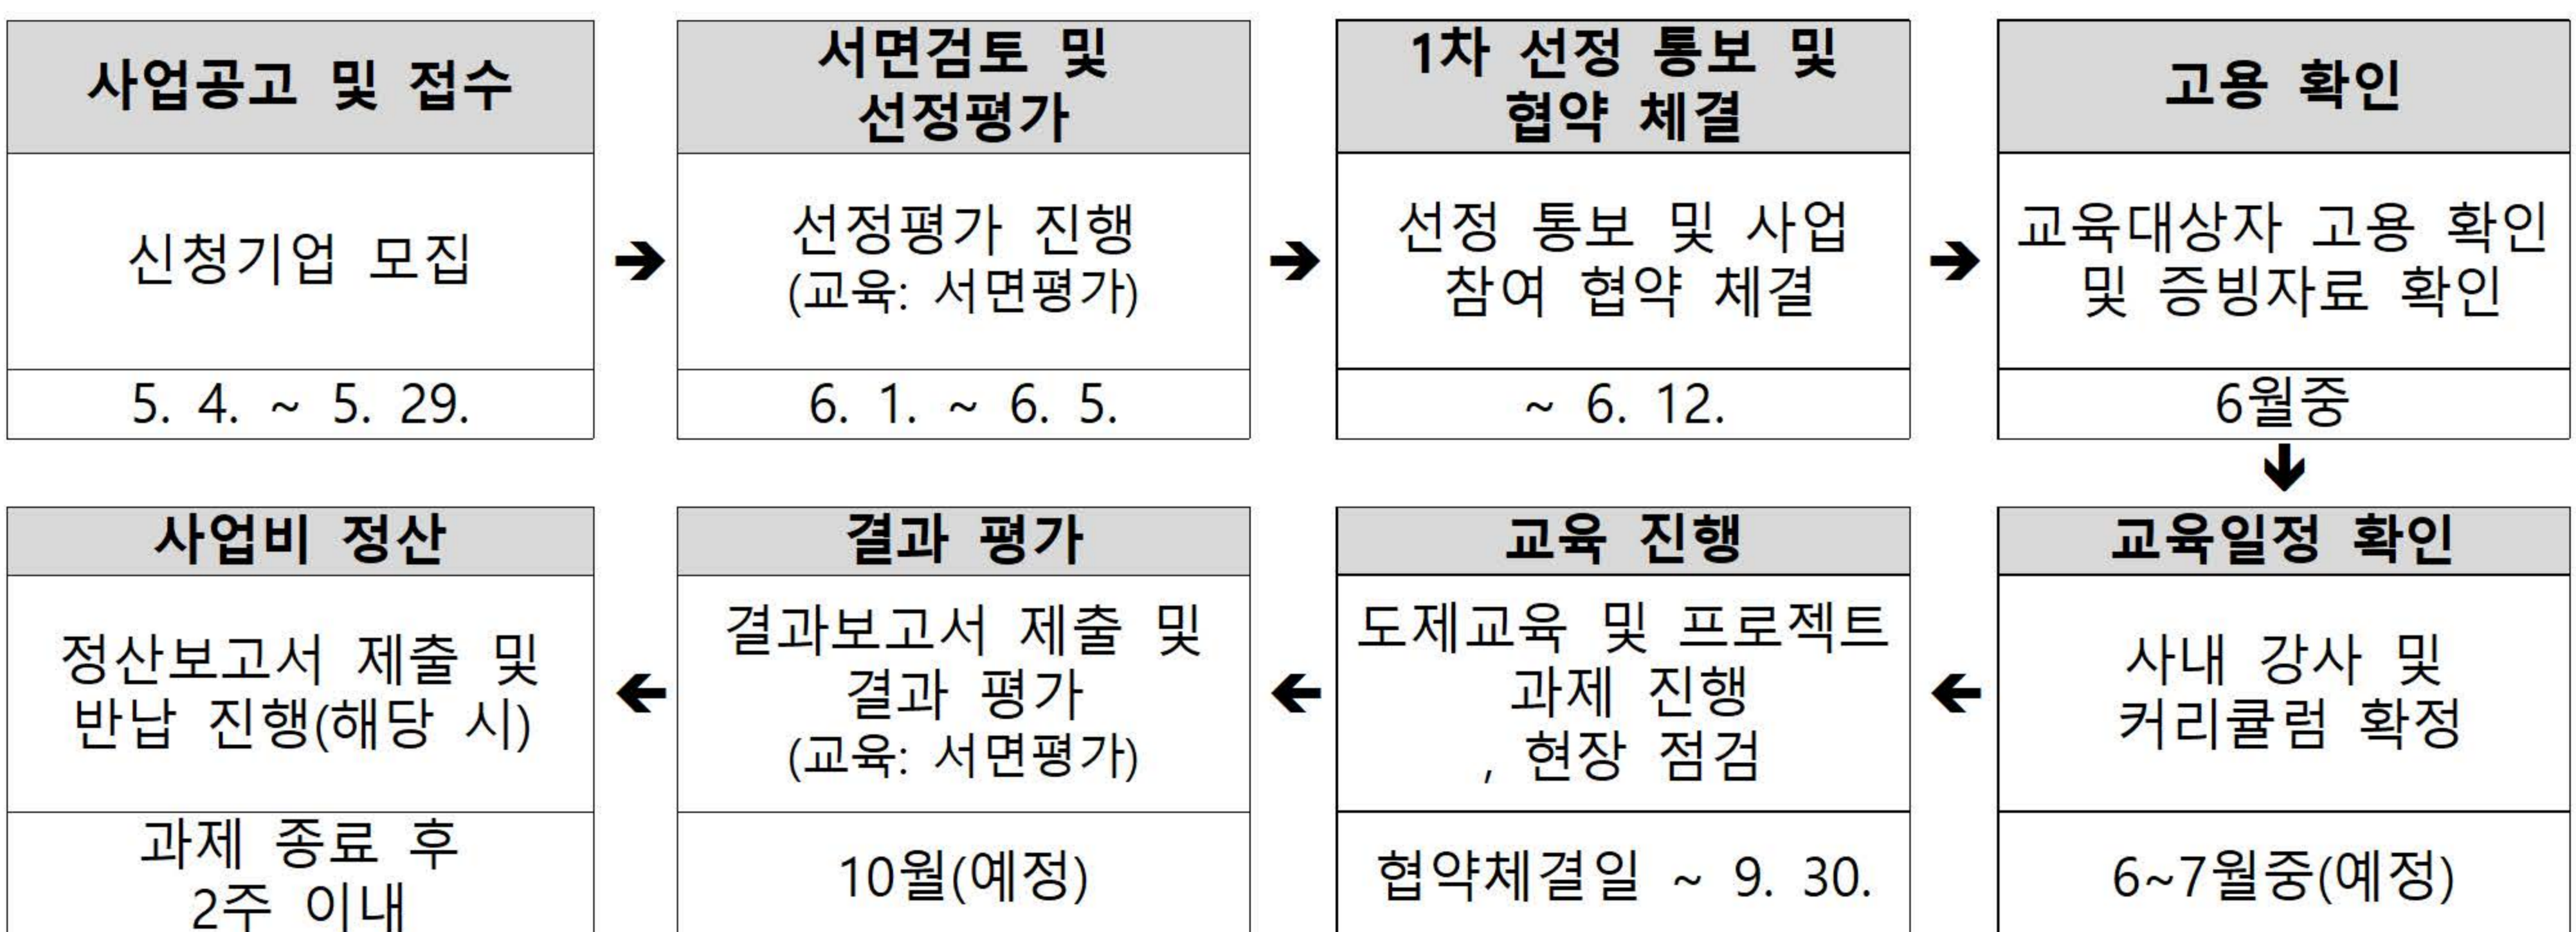 사업공고 및 접수
신청기업 모집
5. 4. ~ 5. 29.
➔
서면검토 및
선정평가
선정평가 진행
(교육: 서면평가)
6. 1. ~ 6. 5.
➔
1차 선정 통보 및
협약 체결
선정 통보 및 사업
참여 협약 체결
~ 6. 12.
➔
고용 확인
교육대상자 고용 확인
및 증빙자료 확인
6월중
🡻
교육일정 확인
사내 강사 및
커리큘럼 확정
6~7월중(예정)
🡸
교육 진행
도제교육 및 프로젝트
과제 진행
, 현장 점검
협약체결일 ~ 9. 30.
🡸
결과 평가
결과보고서 제출 및
결과 평가
(교육: 서면평가)
10월(예정)
🡸
사업비 정산
정산보고서 제출 및
반납 진행(해당 시)
과제 종료 후
2주 이내